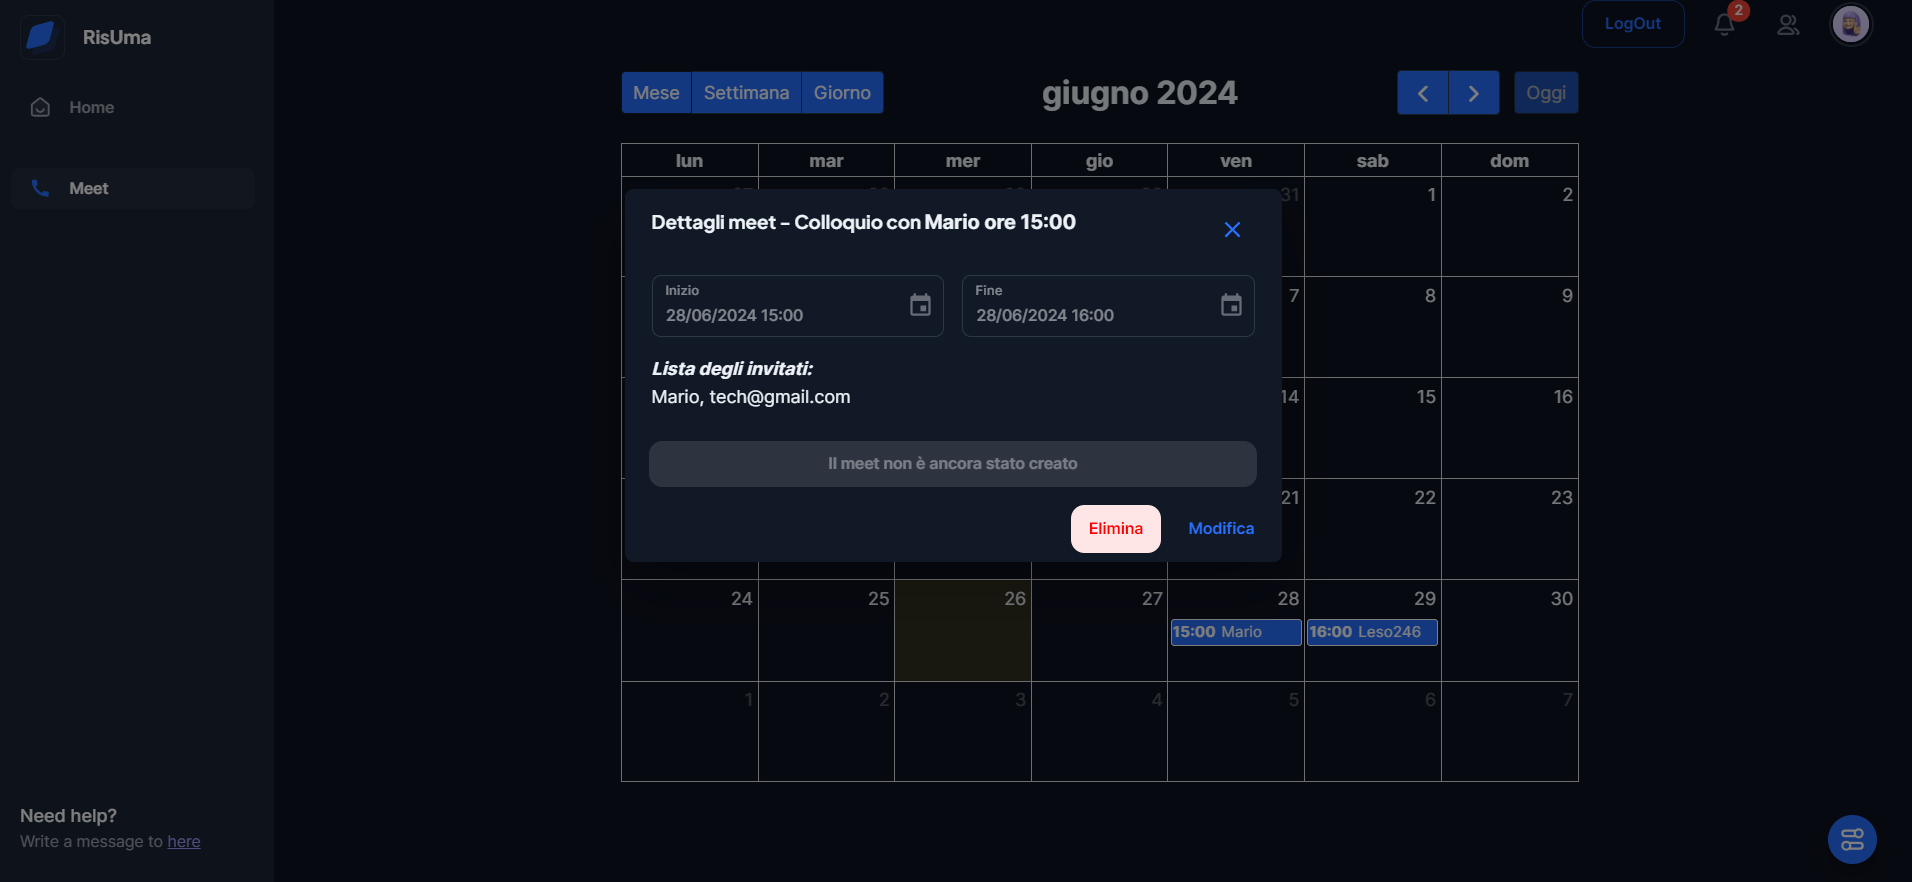 RisUma
Home
Meet
Need help?
Write a message to here
LogOut
2
Mese Settimana Giorno
giugno 2024
Oggi
lun mar mer gio ven sab dom
31 1 2
Dettagli meet - Colloquio con Mario ore 15:00
Inizio
28/06/2024 15:00
Fine
28/06/2024 16:00
Lista degli invitati:
Mario, tech@gmail.com
Il meet non è ancora stato creato
Elimina Modifica
7 8 9
14 15 16
21 22 23
24 25 26 27 28 29 30
15:00 Mario
16:00 Leso246
1 2 3 4 5 6 7